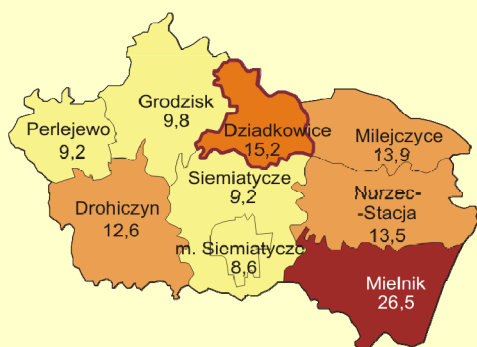 Grodzisk
9,8
Perlejewo
9,2
Dziadkowice
15,2
Milejczyce
13,9
Siemiatycze
9,2
Nurzec-
-Stacja
13,5
Drohiczyn
12,6
m. Siemiatycze
8,6
Mielnik
26,5